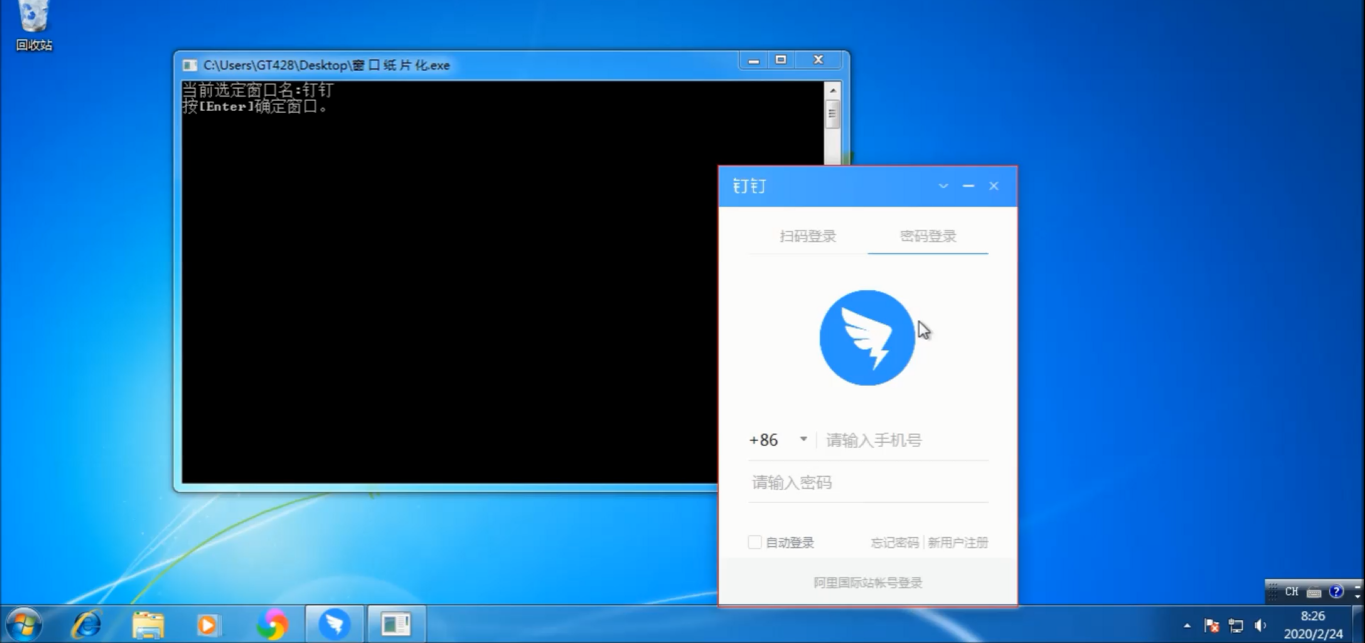 回收站
C:\Users\GT428\Desktop\窗口纸片化.exe
当前选定窗口名:钉钉
按[Enter]确定窗口。
钉钉
扫码登录 密码登录
+86 请输入手机号
请输入密码
自动登录 忘记密码 新用户注册
阿里国际站帐号登录
CH
8:26
2020/2/24